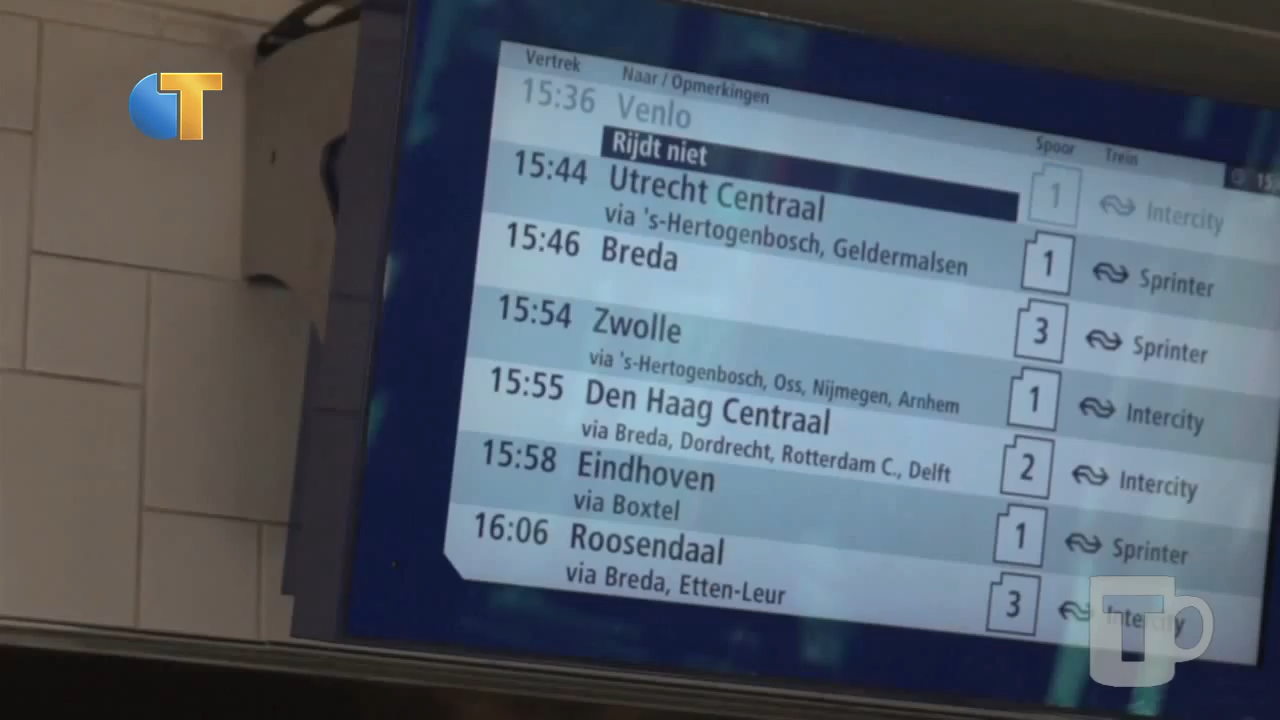 T
Vertrek Naar / Opmerkingen Spoor Trein
15:36 Venlo 1 Intercity
Rijdt niet
15:44 Utrecht Centraal 1 Sprinter
via 's-Hertogenbosch, Geldermalsen
15:46 Breda 3 Sprinter
15:54 Zwolle 1 Intercity
via 's-Hertogenbosch, Oss, Nijmegen, Arnhem
15:55 Den Haag Centraal 2 Intercity
via Breda, Dordrecht, Rotterdam C., Delft
15:58 Eindhoven 1 Sprinter
via Boxtel
16:06 Roosendaal 3 Intercity
via Breda, Etten-Leur
T